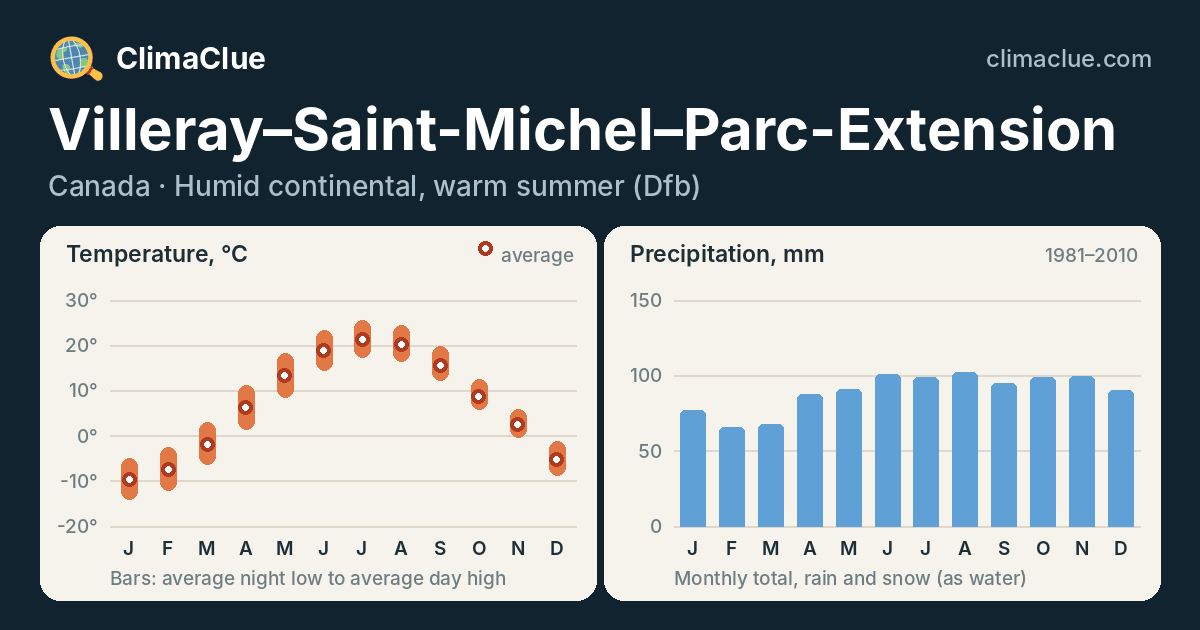 ClimaClue
climaclue.com
Villeray–Saint-Michel–Parc-Extension
Canada · Humid continental, warm summer (Dfb)
Temperature, °C
average
30°
20°
10°
0°
-10°
-20°
J F M A M J J A S O N D
Bars: average night low to average day high
Precipitation, mm
1981–2010
150
100
50
0
J F M A M J J A S O N D
Monthly total, rain and snow (as water)